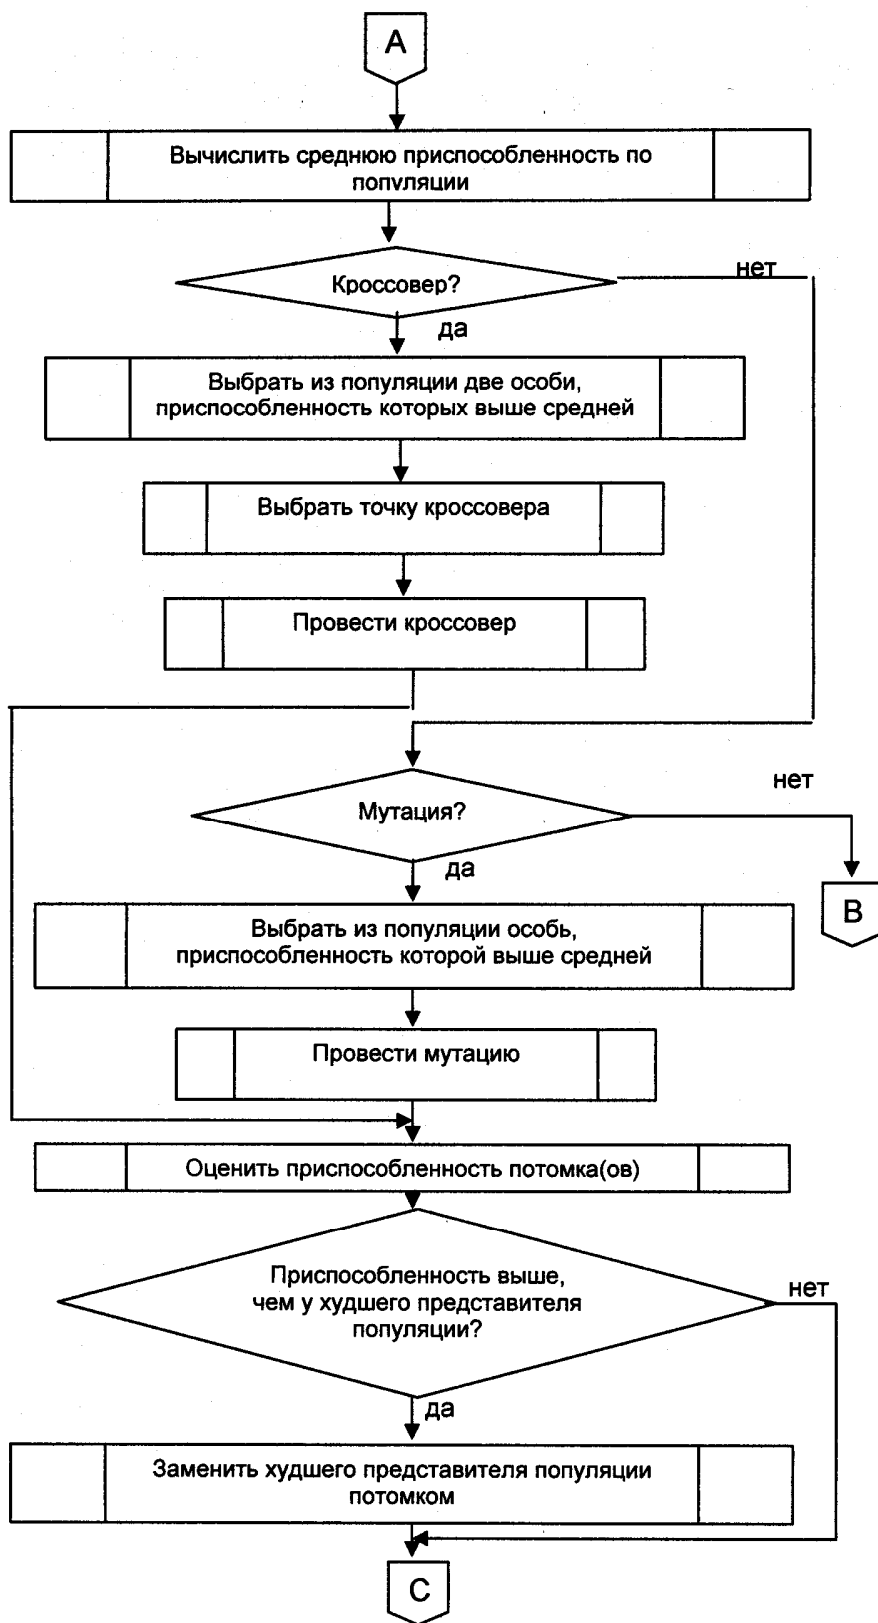 А
Вычислить среднюю приспособленность по
популяции
Кроссовер?
нет
да
Выбрать из популяции две особи,
приспособленность которых выше средней
Выбрать точку кроссовера
Провести кроссовер
нет
Мутация?
да
В
Выбрать из популяции особь,
приспособленность которой выше средней
Провести мутацию
Оценить приспособленность потомка(ов)
Приспособленность выше,
нет
чем у худшего представителя
популяции?
да
Заменить худшего представителя популяции
потомком
С